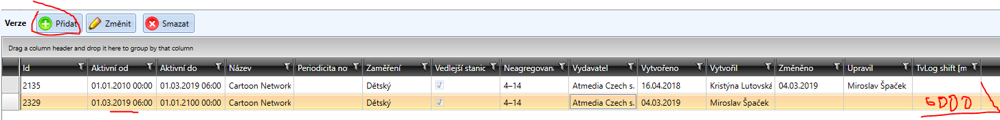 Verze Přidat Změnit Smazat
Drag a column header and drop it here to group by that column
Id Aktivní od Aktivní do Název Periodicita no Zaměření Vedlejší stanic Neagregovan Vydavatel Vytvořeno Vytvořil Změněno Upravil TvLog shift [m
2135 01.01.2010 00:00 01.03.2019 06:00 Cartoon Network Dětský 4–14 Atmedia Czech s. 16.04.2018 Kristýna Lutovská 04.03.2019 Miroslav Špaček
2329 01.03.2019 06:00 01.01.2100 00:00 Cartoon Network Dětský 4–14 Atmedia Czech s. 04.03.2019 Miroslav Špaček